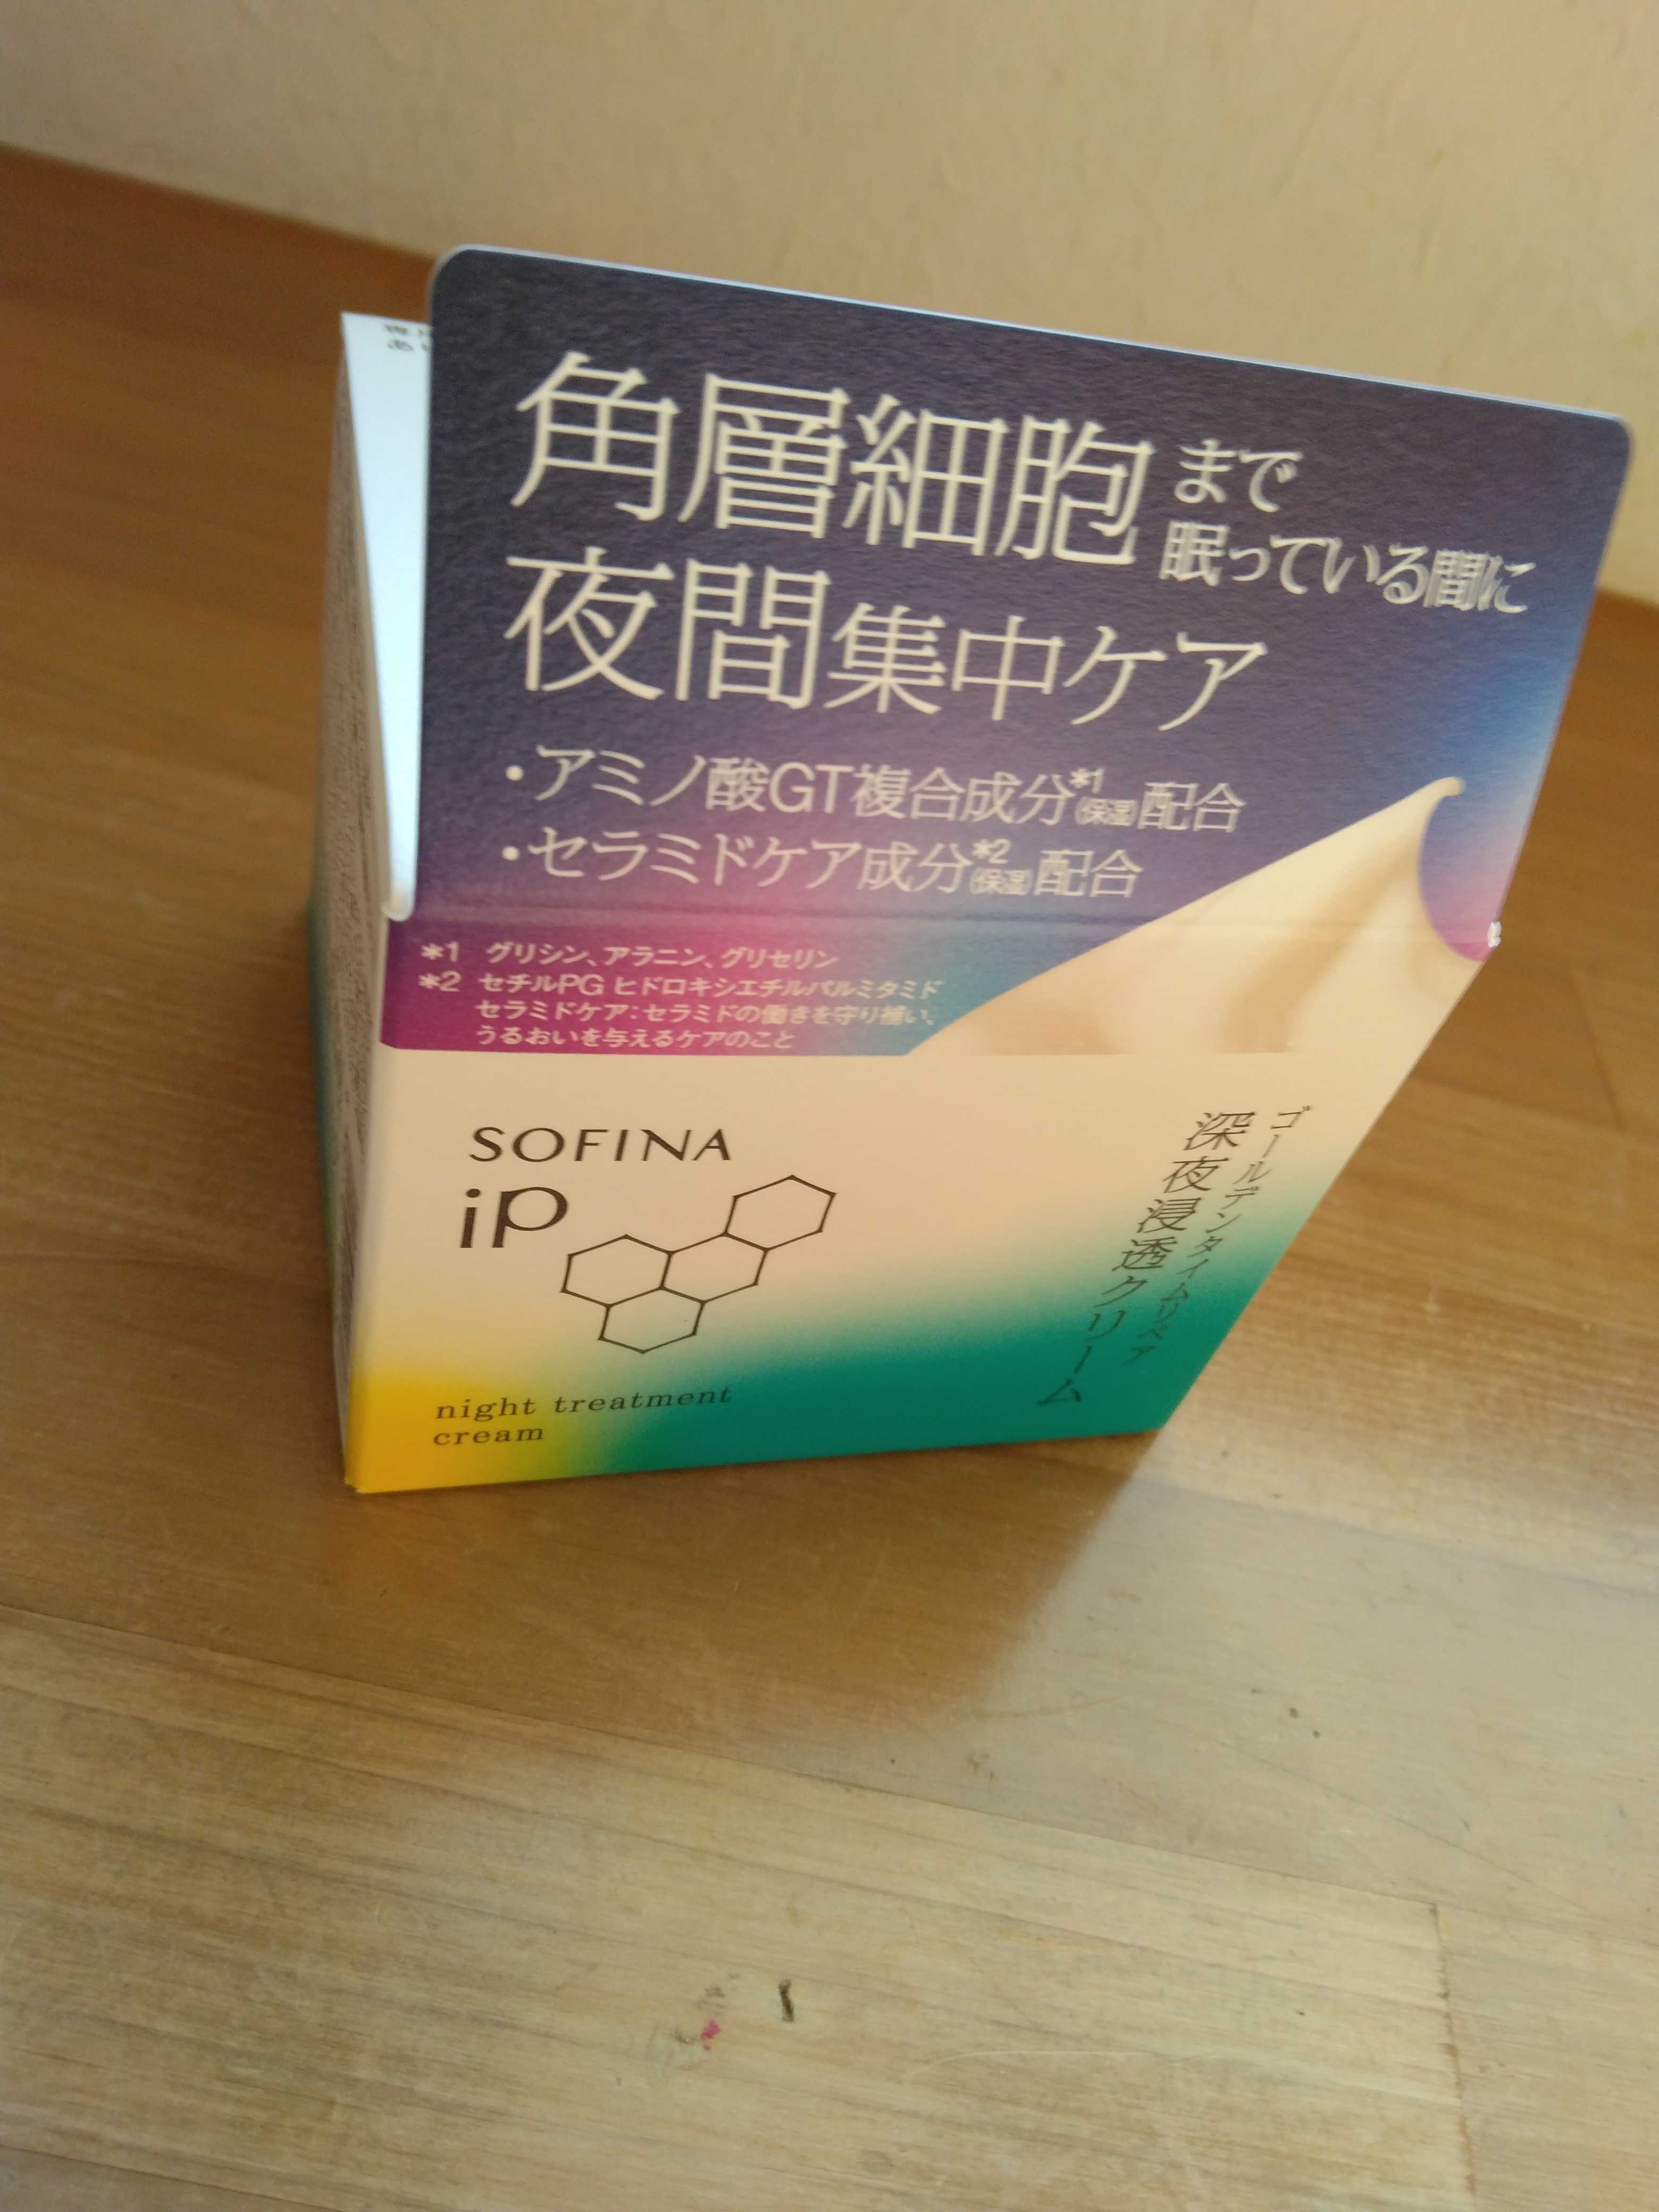 角層細胞まで
眠っている間に
夜間集中ケア
・アミノ酸GT複合成分*1(保湿)配合
・セラミドケア成分*2(保湿)配合
*1 グリシン、アラニン、グリセリン
*2 セチルPG ヒドロキシエチルパルミタミド
セラミドケア：セラミドの働きを守り補い、
うるおいを与えるケアのこと
SOFINA
iP
ゴールデンタイムリペア
深夜浸透クリーム
night treatment
cream